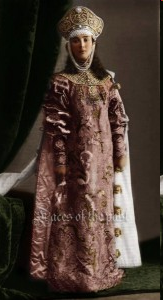 Faces of the past